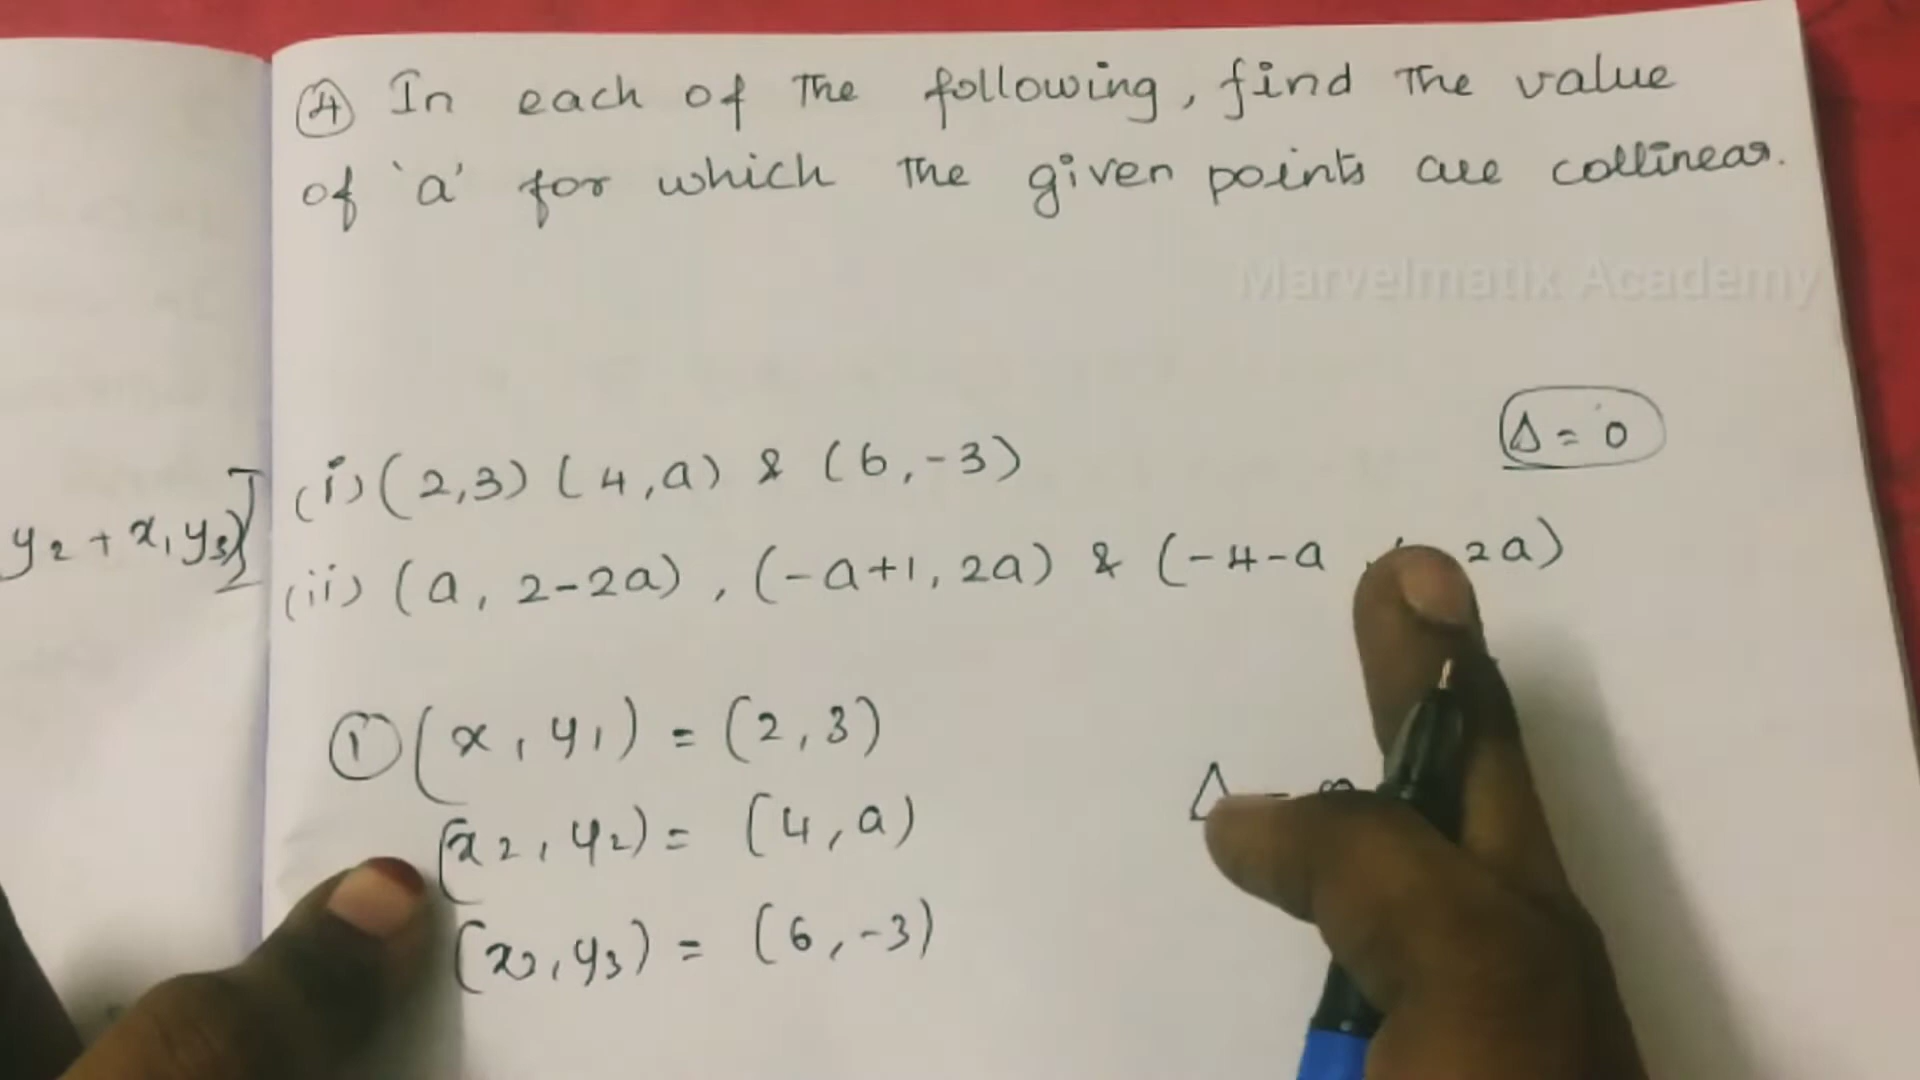 ④ In each of The following, find The value
of 'a' for which The given points are collinear.
Marvelmatix Academy
Δ = 0
(i) (2,3) (4,a) & (6,-3)
y2 + x1y3)]
(ii) (a, 2-2a), (-a+1, 2a) & (-4-a 2a)
① (x1y1) = (2,3)
(x2,y2) = (4,a)
Δ =
(x3,y3) = (6,-3)